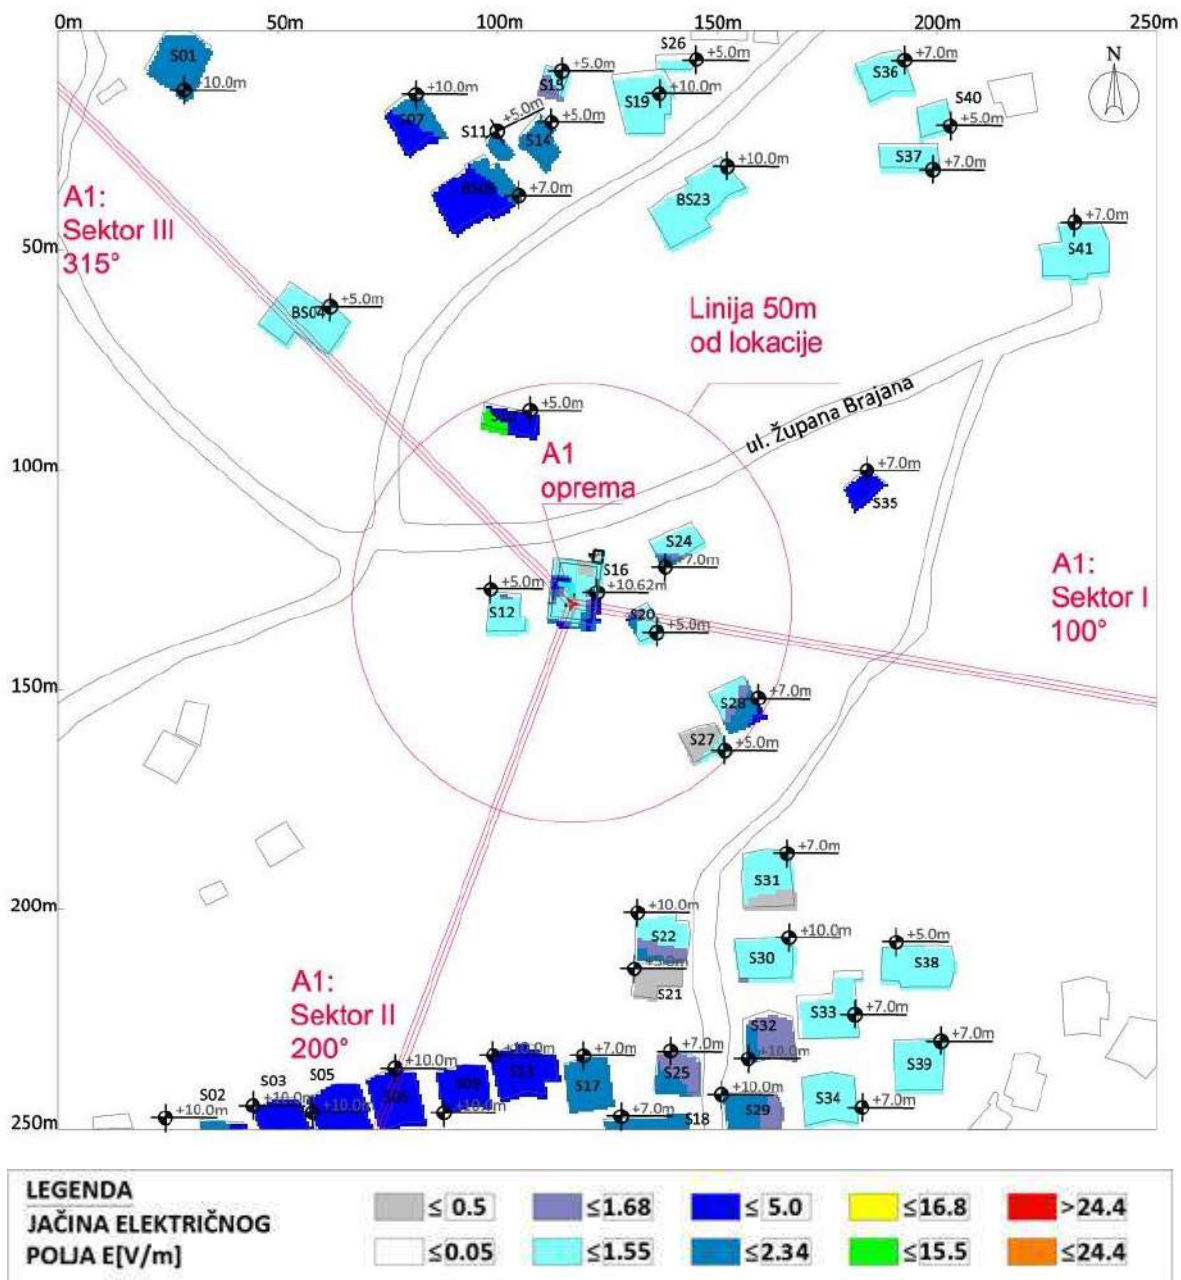 0m 50m 100m 150m 200m 250m
S26
+5.0m
+7.0m
S01
+5.0m
S15
S36
N
10.0m
+10.0m
+10.0m
S19
S40
S07
+5.0m
S11
+5.0m
S14
+5.0m
S37
+7.0m
+10.0m
+7.0m
BS23
A1:
Sektor III
315°
50m
+7.0m
S41
BS04
+5.0m
Linija 50m
od lokacije
+5.0m
ul. Župana Brajana
A1
oprema
100m
+7.0m
S35
S24
+7.0m
S16
+10.62m
+5.0m
S12
S20
+5.0m
A1:
Sektor I
100°
150m
S28
+7.0m
S27
+5.0m
+7.0m
S31
200m
+10.0m
S22
+10.0m
S30
+5.0m
S38
S21
A1:
Sektor II
200°
S33
+7.0m
S32
+10.0m
+7.0m
S39
+10.0m
+7.0m
S17
+7.0m
S25
S05
S03
S02
+10.0m
+10.0m
+10.0m
+10.0m
+7.0m
S18
+10.0m
S29
S34
+7.0m
250m
LEGENDA
JAČINA ELEKTRIČNOG
POLJA E[V/m]
≤ 0.5 ≤1.68 ≤ 5.0 ≤16.8 >24.4
≤0.05 ≤1.55 ≤2.34 ≤15.5 ≤24.4